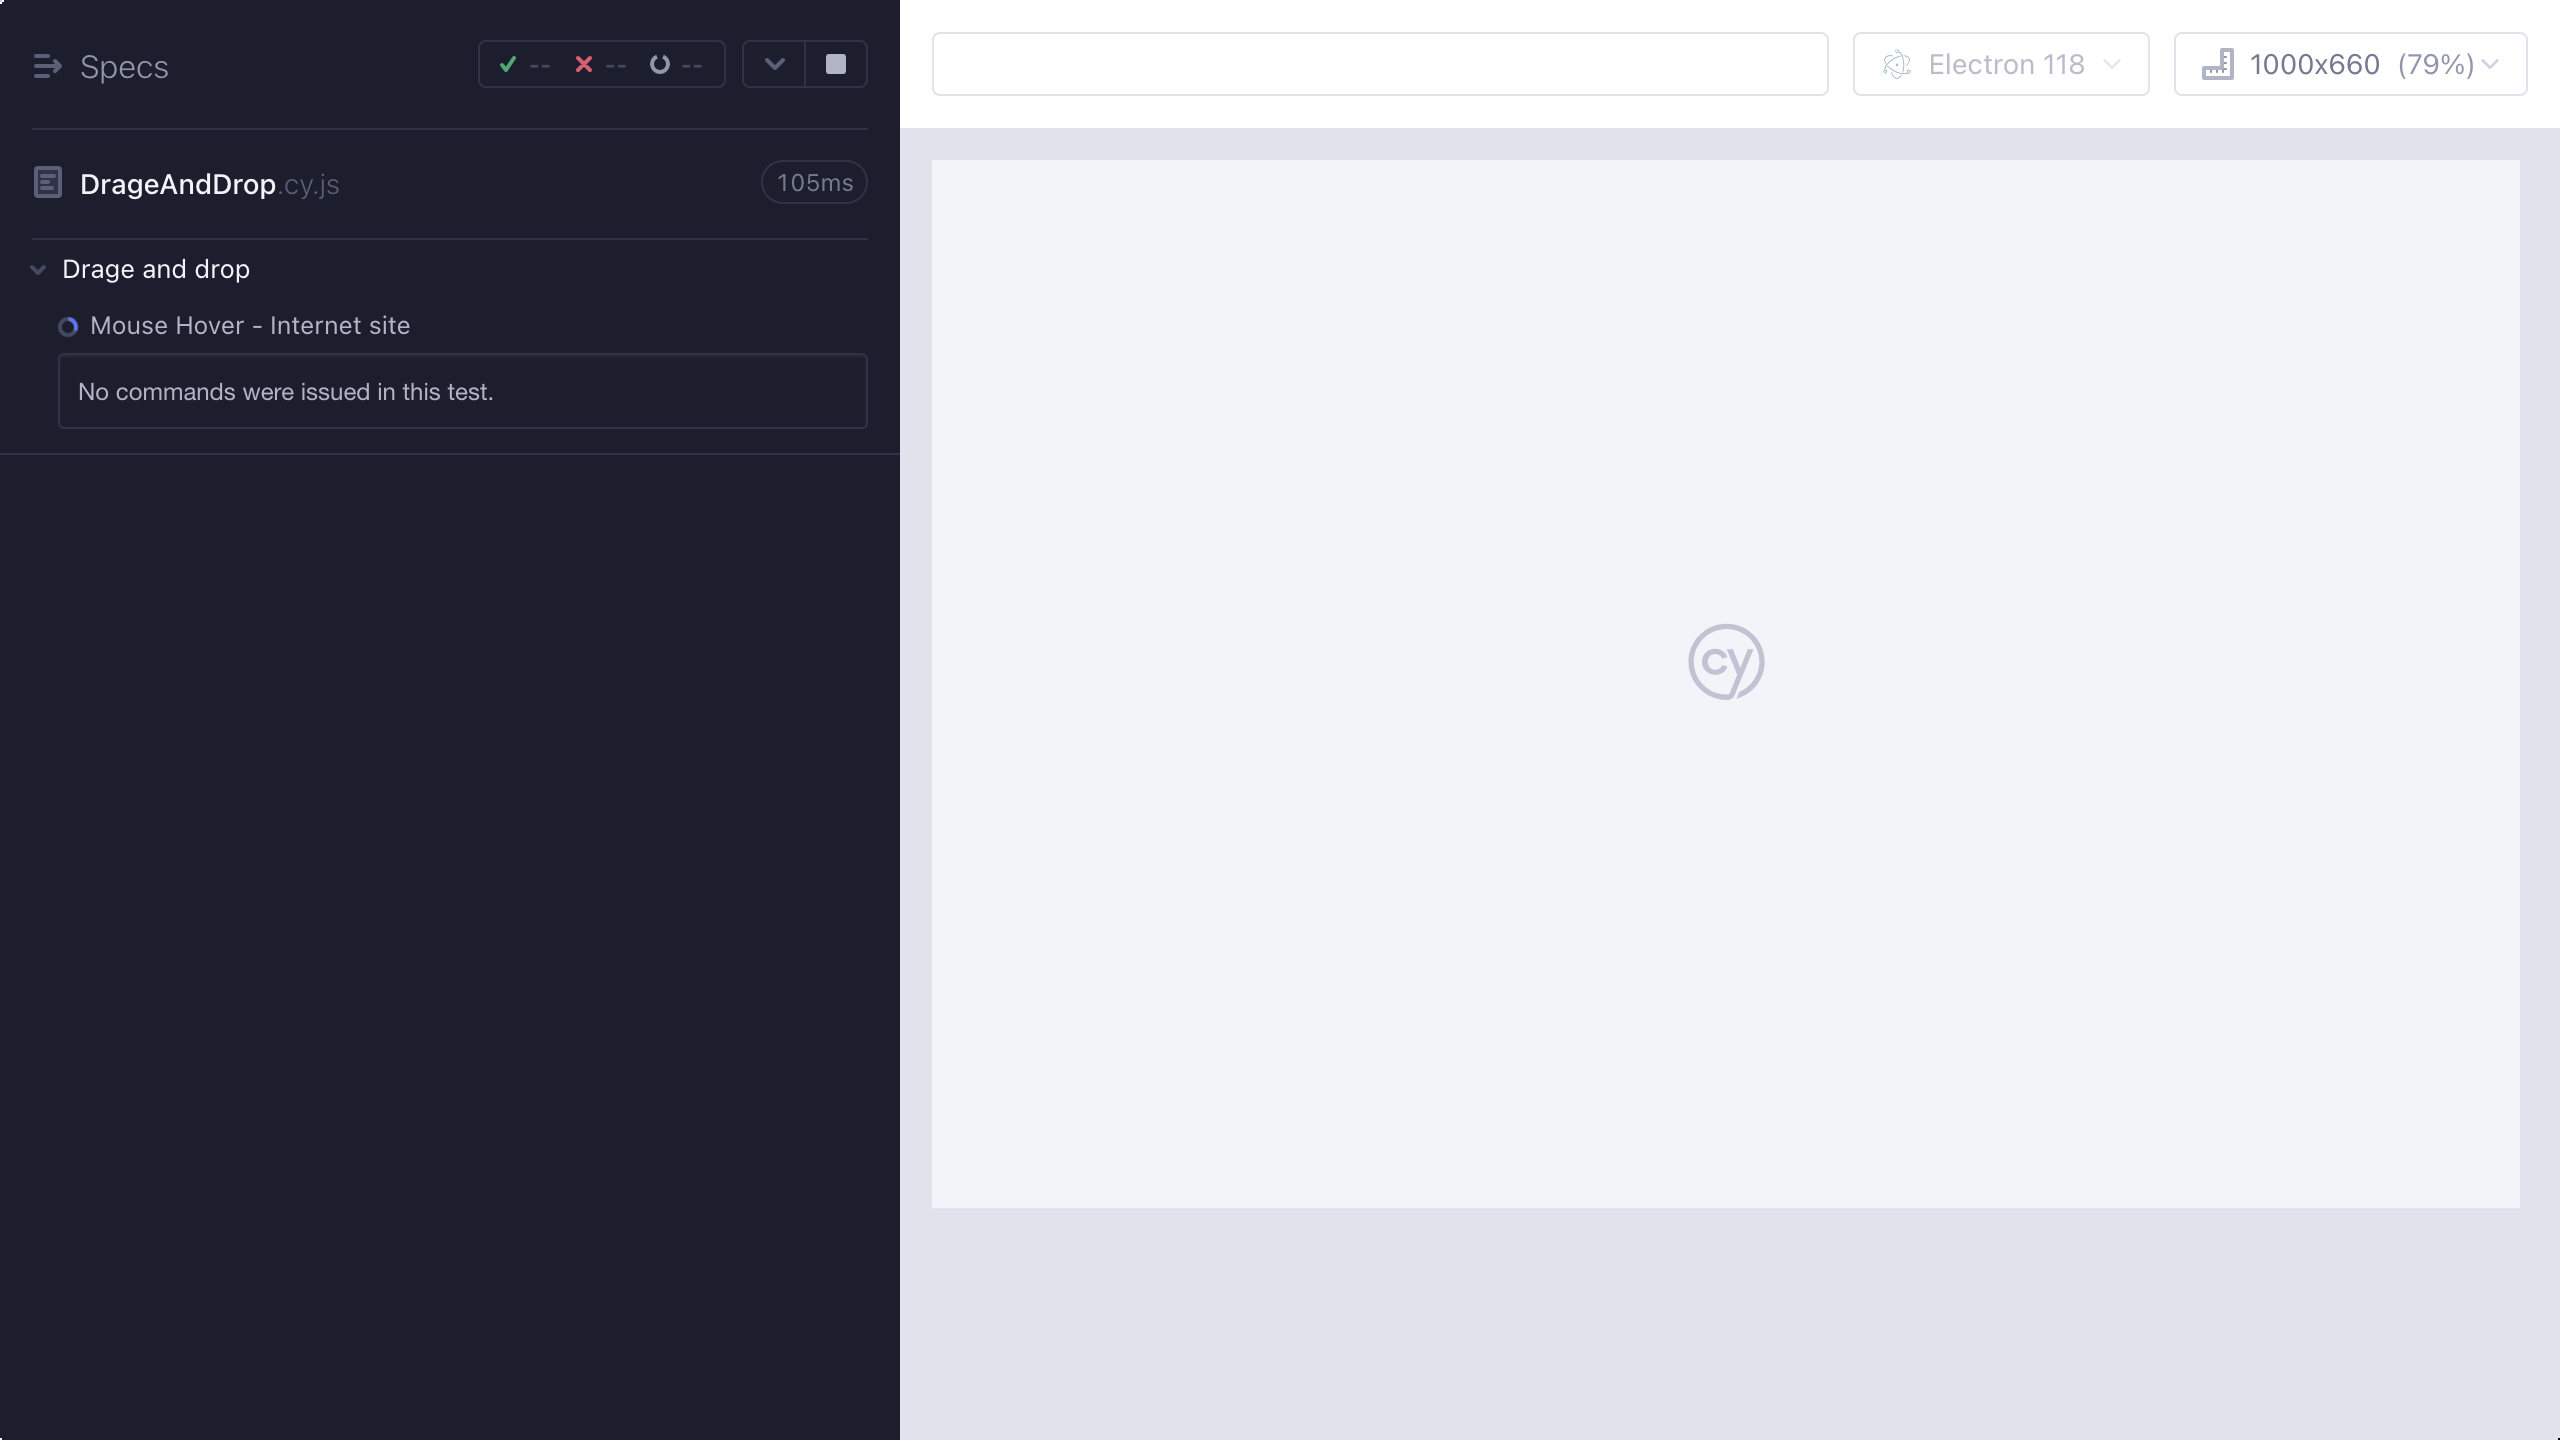 Specs
-- -- --
DrageAndDrop.cy.js
105ms
Drage and drop
Mouse Hover - Internet site
No commands were issued in this test.
Electron 118
1000x660 (79%)
cy